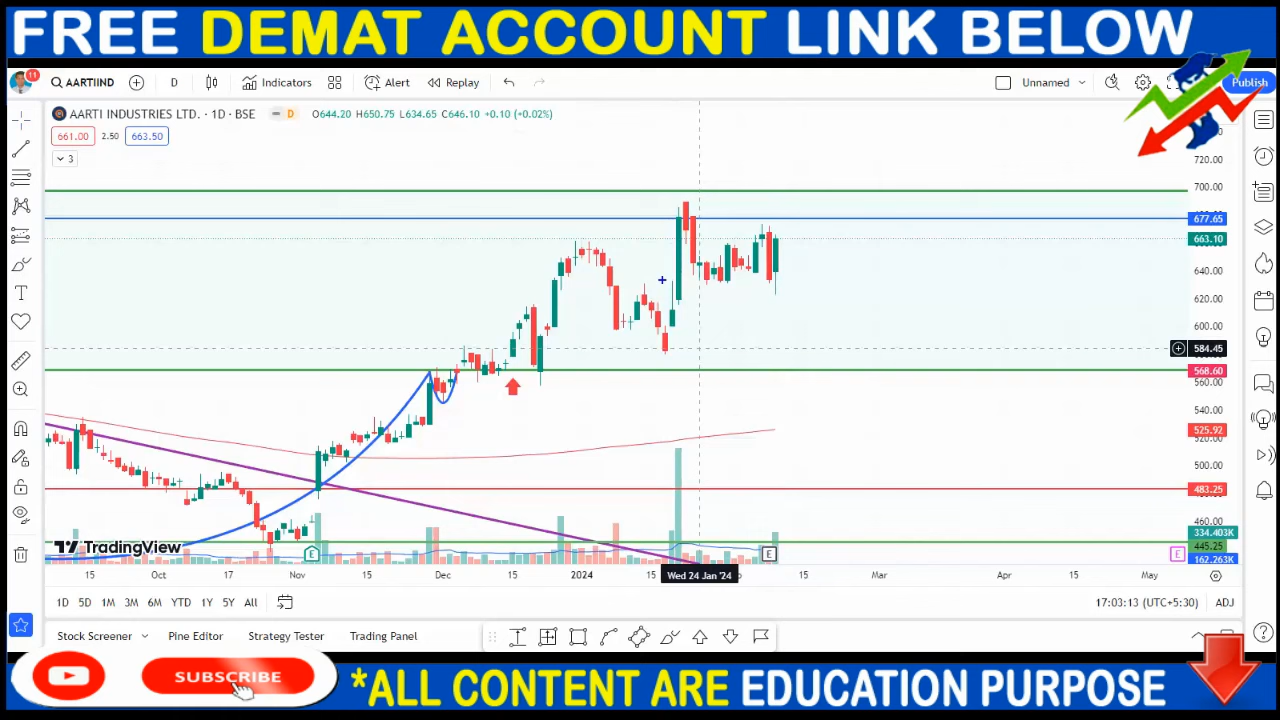 FREE DEMAT ACCOUNT LINK BELOW
11 AARTIIND D Indicators Alert Replay Unnamed Publish
AARTI INDUSTRIES LTD. · 1D · BSE D O644.20 H650.75 L634.65 C646.10 +0.10 (+0.02%)
661.00 2.50 663.50
3
720.00
700.00
677.65
663.10
640.00
620.00
600.00
584.45
568.60
560.00
540.00
525.92
520.00
500.00
483.25
460.00
334.403K
445.25
162.263K
TradingView
E E E
15 Oct 17 Nov 15 Dec 15 2024 15 Wed 24 Jan '24 15 Mar 15 Apr 15 May
1D 5D 1M 3M 6M YTD 1Y 5Y All 17:03:13 (UTC+5:30) ADJ
Stock Screener Pine Editor Strategy Tester Trading Panel
SUBSCRIBE
*ALL CONTENT ARE EDUCATION PURPOSE